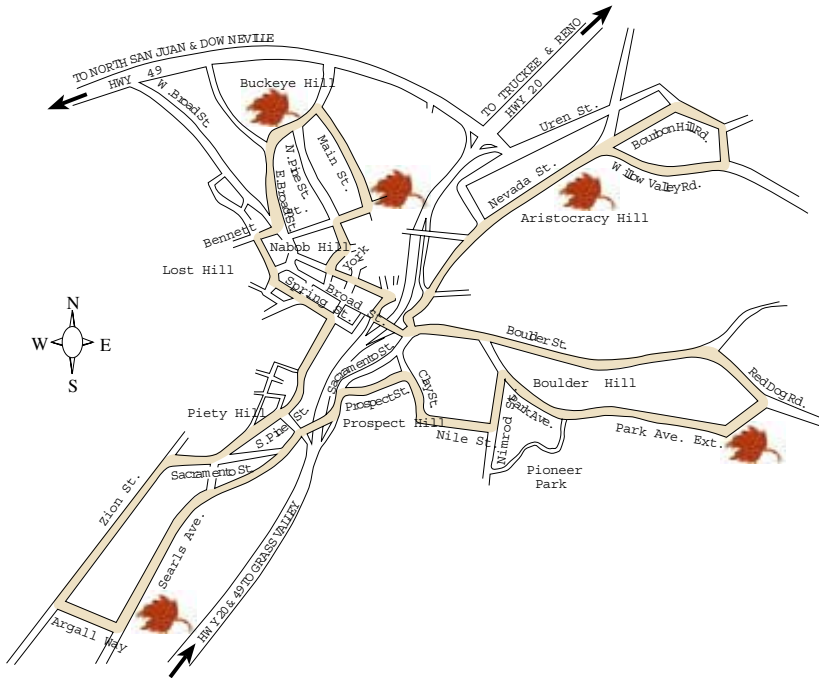 TO NORTH SAN JUAN & DOWNEVILLE
HWY 49
TO TRUCKEE & RENO
HWY 20
Buckeye Hill
W. Broad St.
Uren St.
Bourbon Hill Rd.
N. Pine St.
Main St.
E. Broad St.
Nevada St.
Willow Valley Rd.
Aristocracy Hill
Bennett
Nabob Hill
York
Lost Hill
Spring St.
Broad St.
N
W E
S
Boulder St.
Sacramento St.
Clay St
Boulder Hill
Red Dog Rd.
Prospect St.
Park Ave.
Piety Hill
S. Pine St.
Prospect Hill
Nile St.
Nimrod St.
Park Ave. Ext.
Sacramento St.
Pioneer
Park
Zion St.
Searls Ave.
HWY 20 & 49 TO GRASS VALLEY
Argall Way